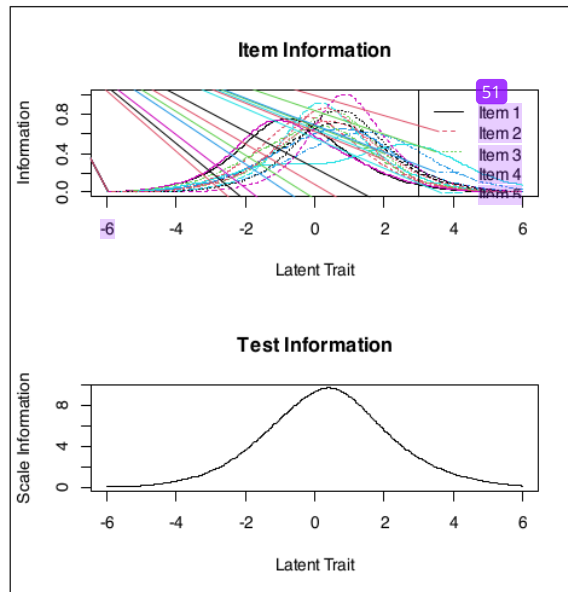 Item Information
51
Information
0.0 0.4 0.8
Item 1
Item 2
Item 3
Item 4
Item 5
-6 -4 -2 0 2 4 6
Latent Trait
Test Information
Scale Information
0 4 8
-6 -4 -2 0 2 4 6
Latent Trait